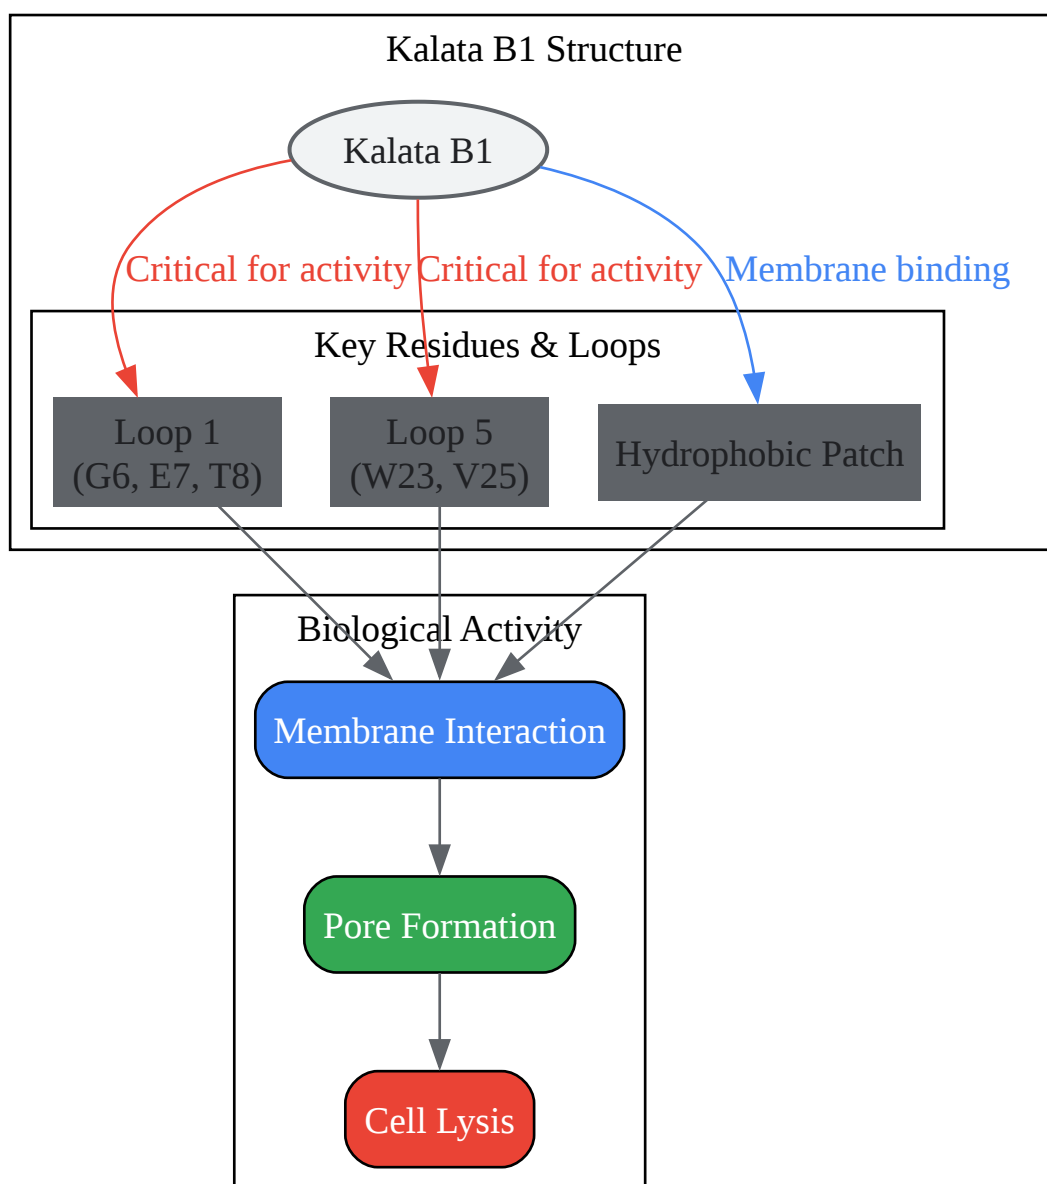 Kalata B1 Structure
Kalata B1
Critical for activity
Critical for activity
Membrane binding
Key Residues & Loops
Loop 1
(G6, E7, T8)
Loop 5
(W23, V25)
Hydrophobic Patch
Biological Activity
Membrane Interaction
Pore Formation
Cell Lysis